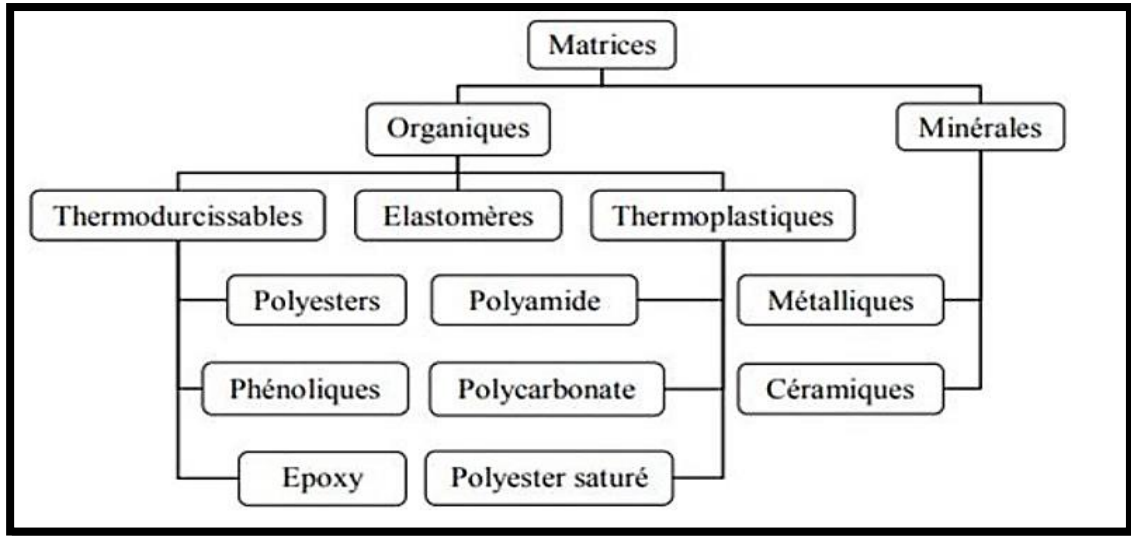 Matrices
Organiques
Minérales
Thermodurcissables
Elastomères
Thermoplastiques
Polyesters
Polyamide
Métalliques
Phénoliques
Polycarbonate
Céramiques
Epoxy
Polyester saturé